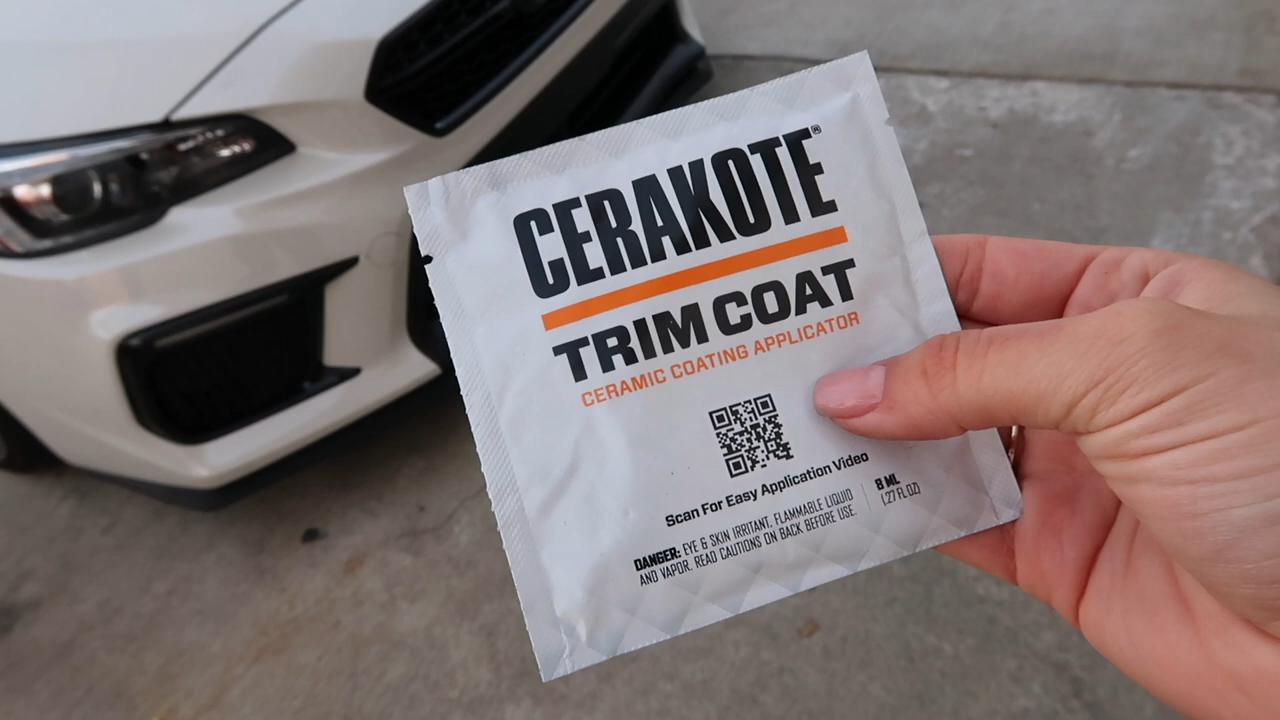 CERAKOTE®
TRIM COAT
CERAMIC COATING APPLICATOR
Scan For Easy Application Video
DANGER: EYE & SKIN IRRITANT, FLAMMABLE LIQUID
AND VAPOR. READ CAUTIONS ON BACK BEFORE USE.
8 ML
(.27 FL OZ)